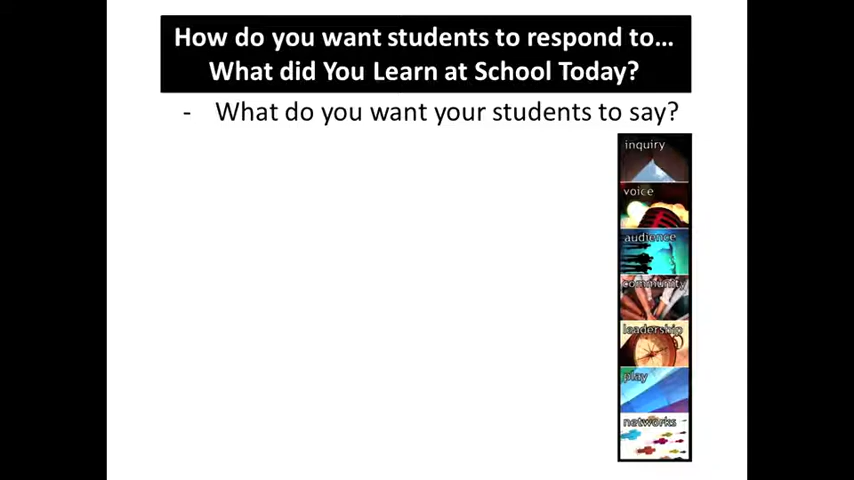 How do you want students to respond to…
What did You Learn at School Today?
- What do you want your students to say?
inquiry
voice
audience
community
leadership
play
networks